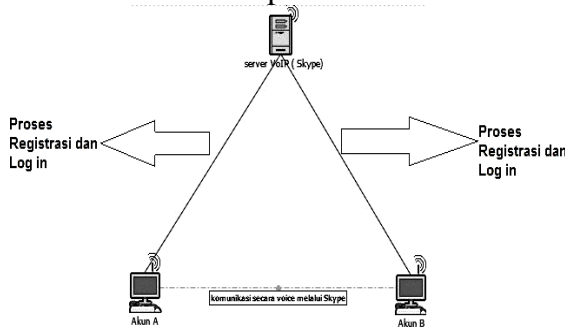 server VoIP ( Skype)
Proses
Registrasi dan
Log in
Proses
Registrasi dan
Log in
komunikasi secara voice melalui Skype
Akun A
Akun B